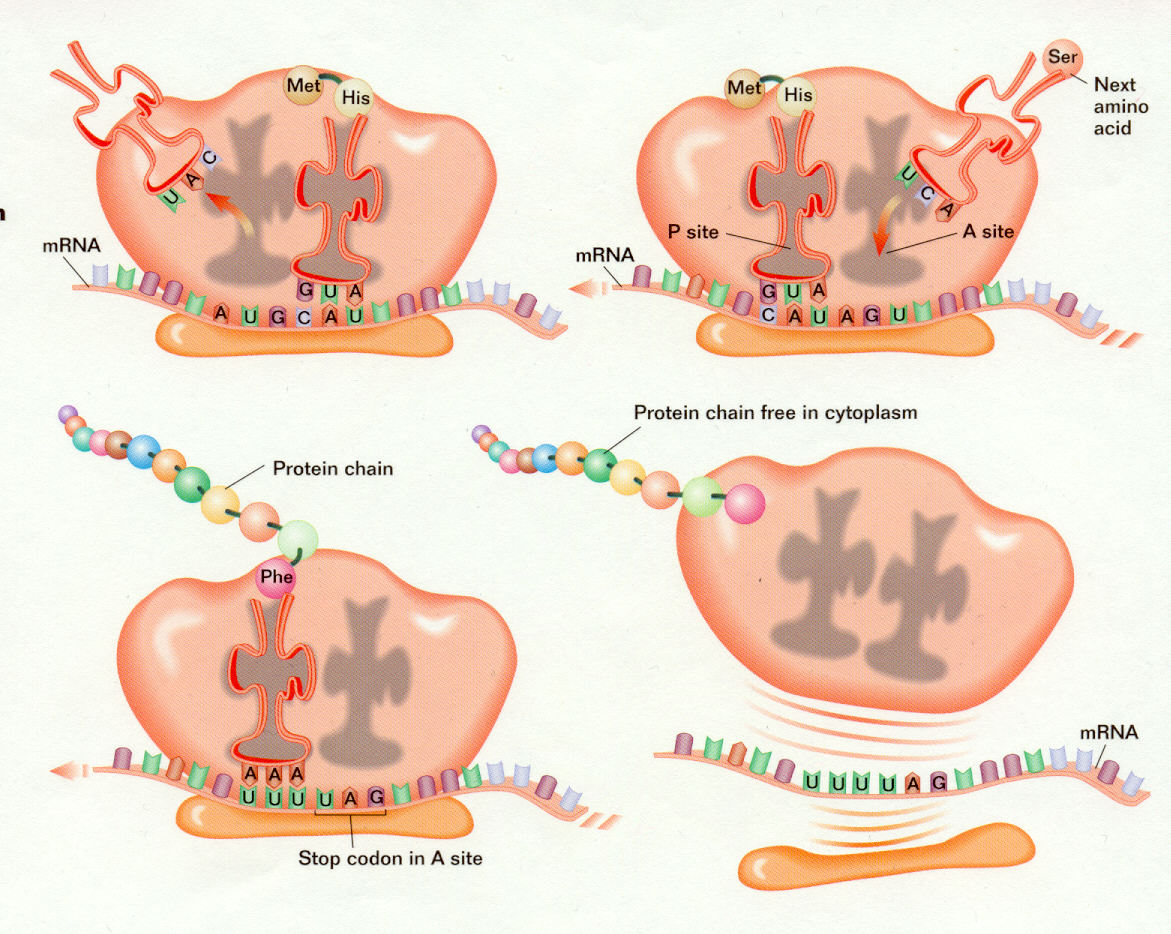 n
Met
His
U A C
mRNA
G U A
A U G C A U
Met
His
Ser
Next
amino
acid
U C A
P site
A site
mRNA
G U A
C A U A G U
Protein chain
Phe
A A A
U U U U A G
Stop codon in A site
Protein chain free in cytoplasm
mRNA
U U U U A G